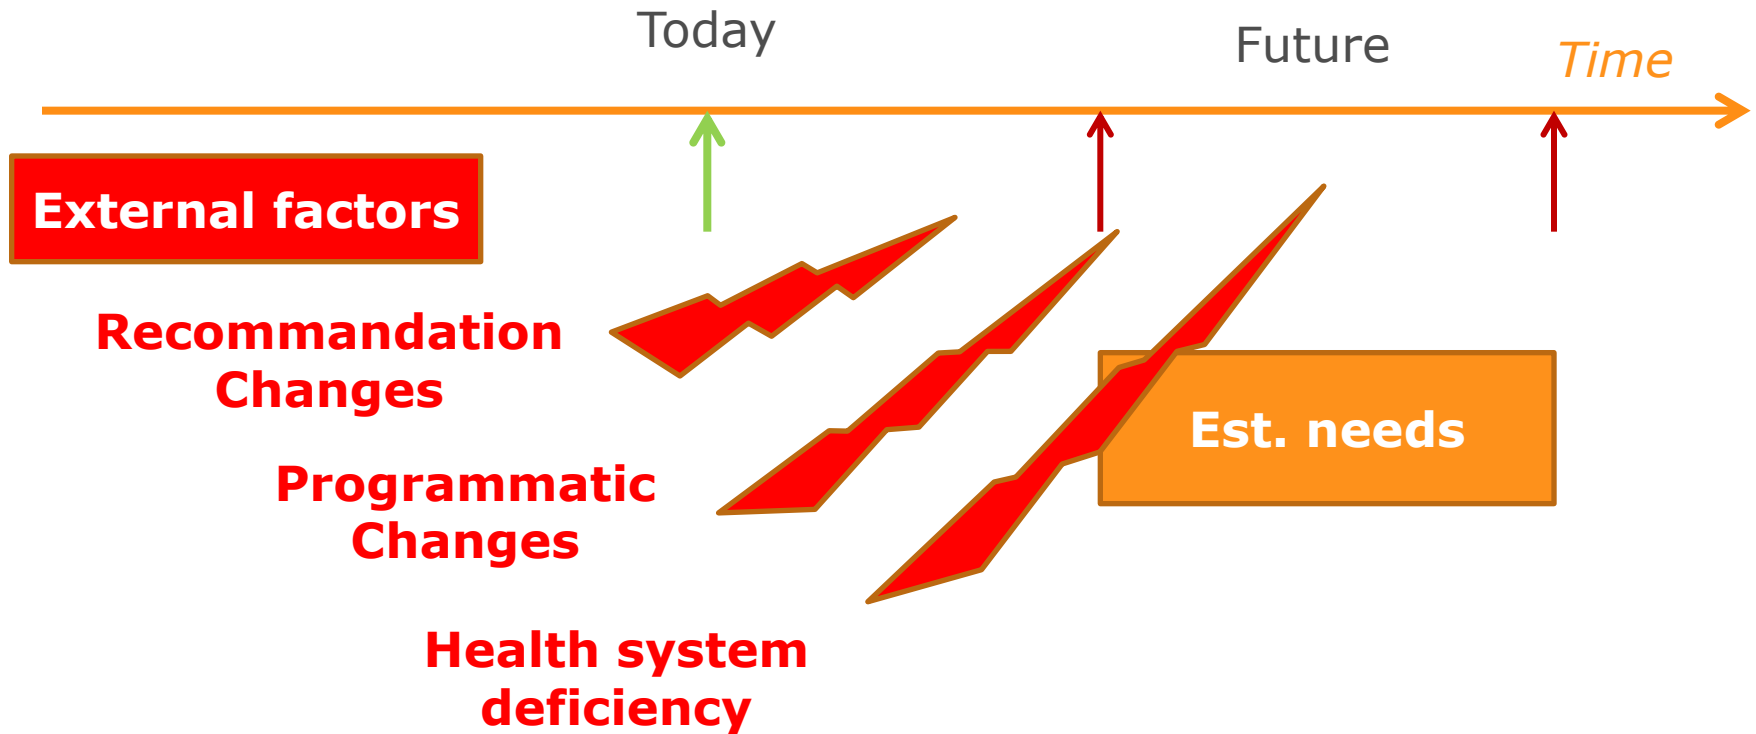 Today
Future
Time
External factors
Recommandation
Changes
Est. needs
Programmatic
Changes
Health system
deficiency